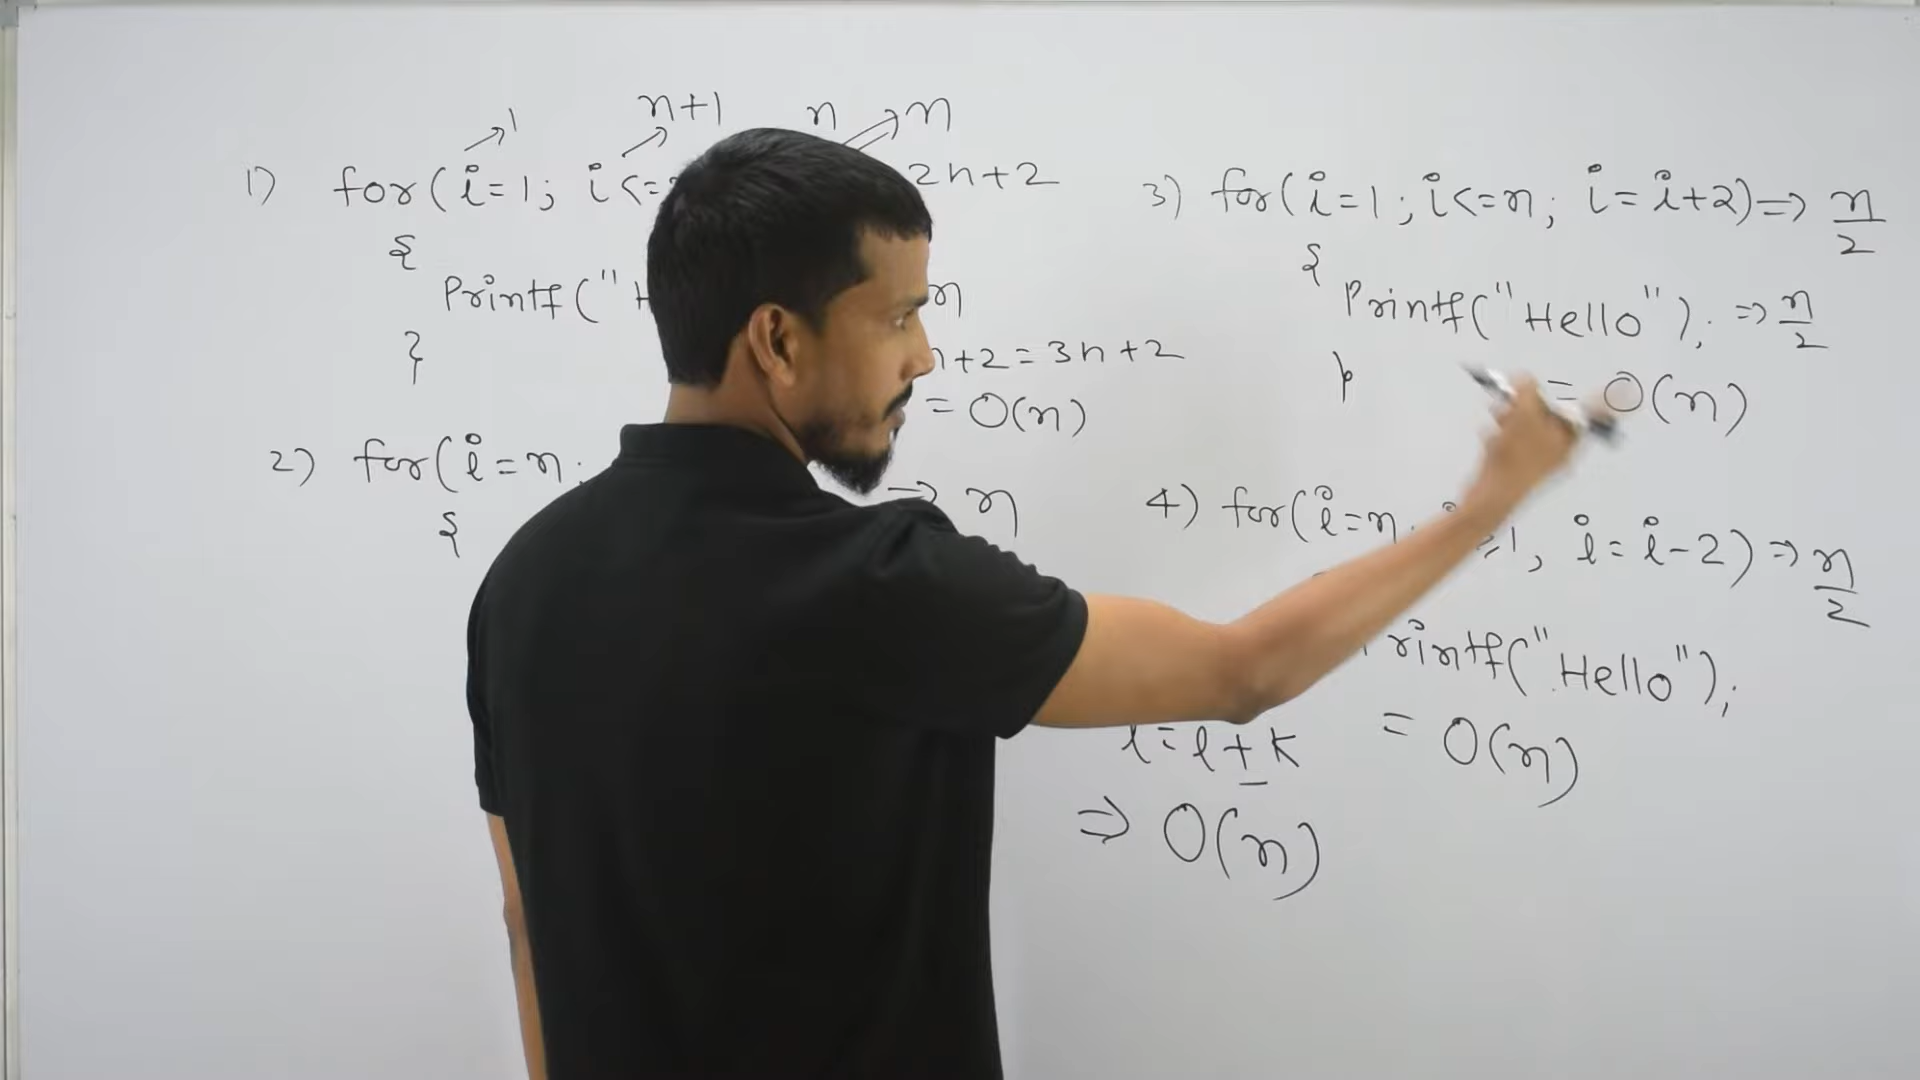 1 n+1 n n
1) for(i=1; i<= 2n+2
{
Printf(" n
}
n+2=3n+2
= O(n)
2) for(i=n; → n
{
3) for(i=1; i<=n; i=i+2)⇒ n/2
{
Printf("Hello"); ⇒ n/2
}
= O(n)
4) for(i=n 1, i=i-2)⇒ n/2
rintf("Hello");
= O(n)
i=i±k
⇒ O(n)